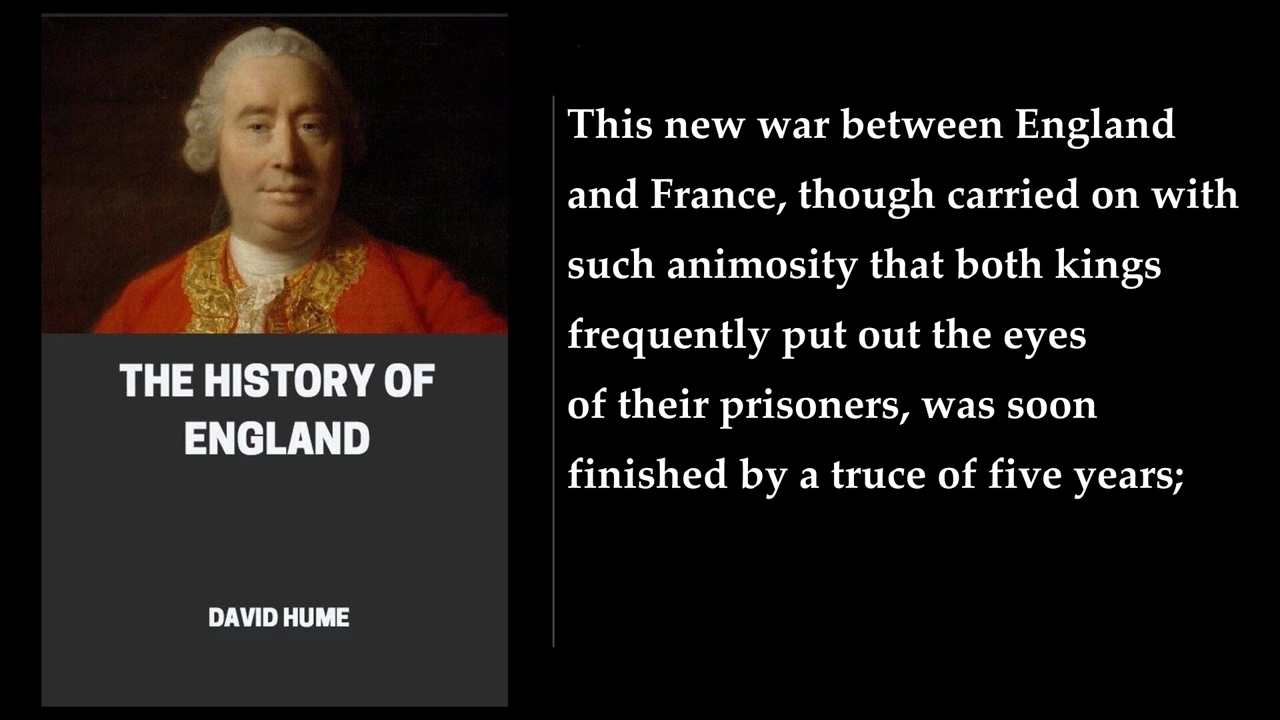 THE HISTORY OF
ENGLAND
DAVID HUME
This new war between England
and France, though carried on with
such animosity that both kings
frequently put out the eyes
of their prisoners, was soon
finished by a truce of five years;